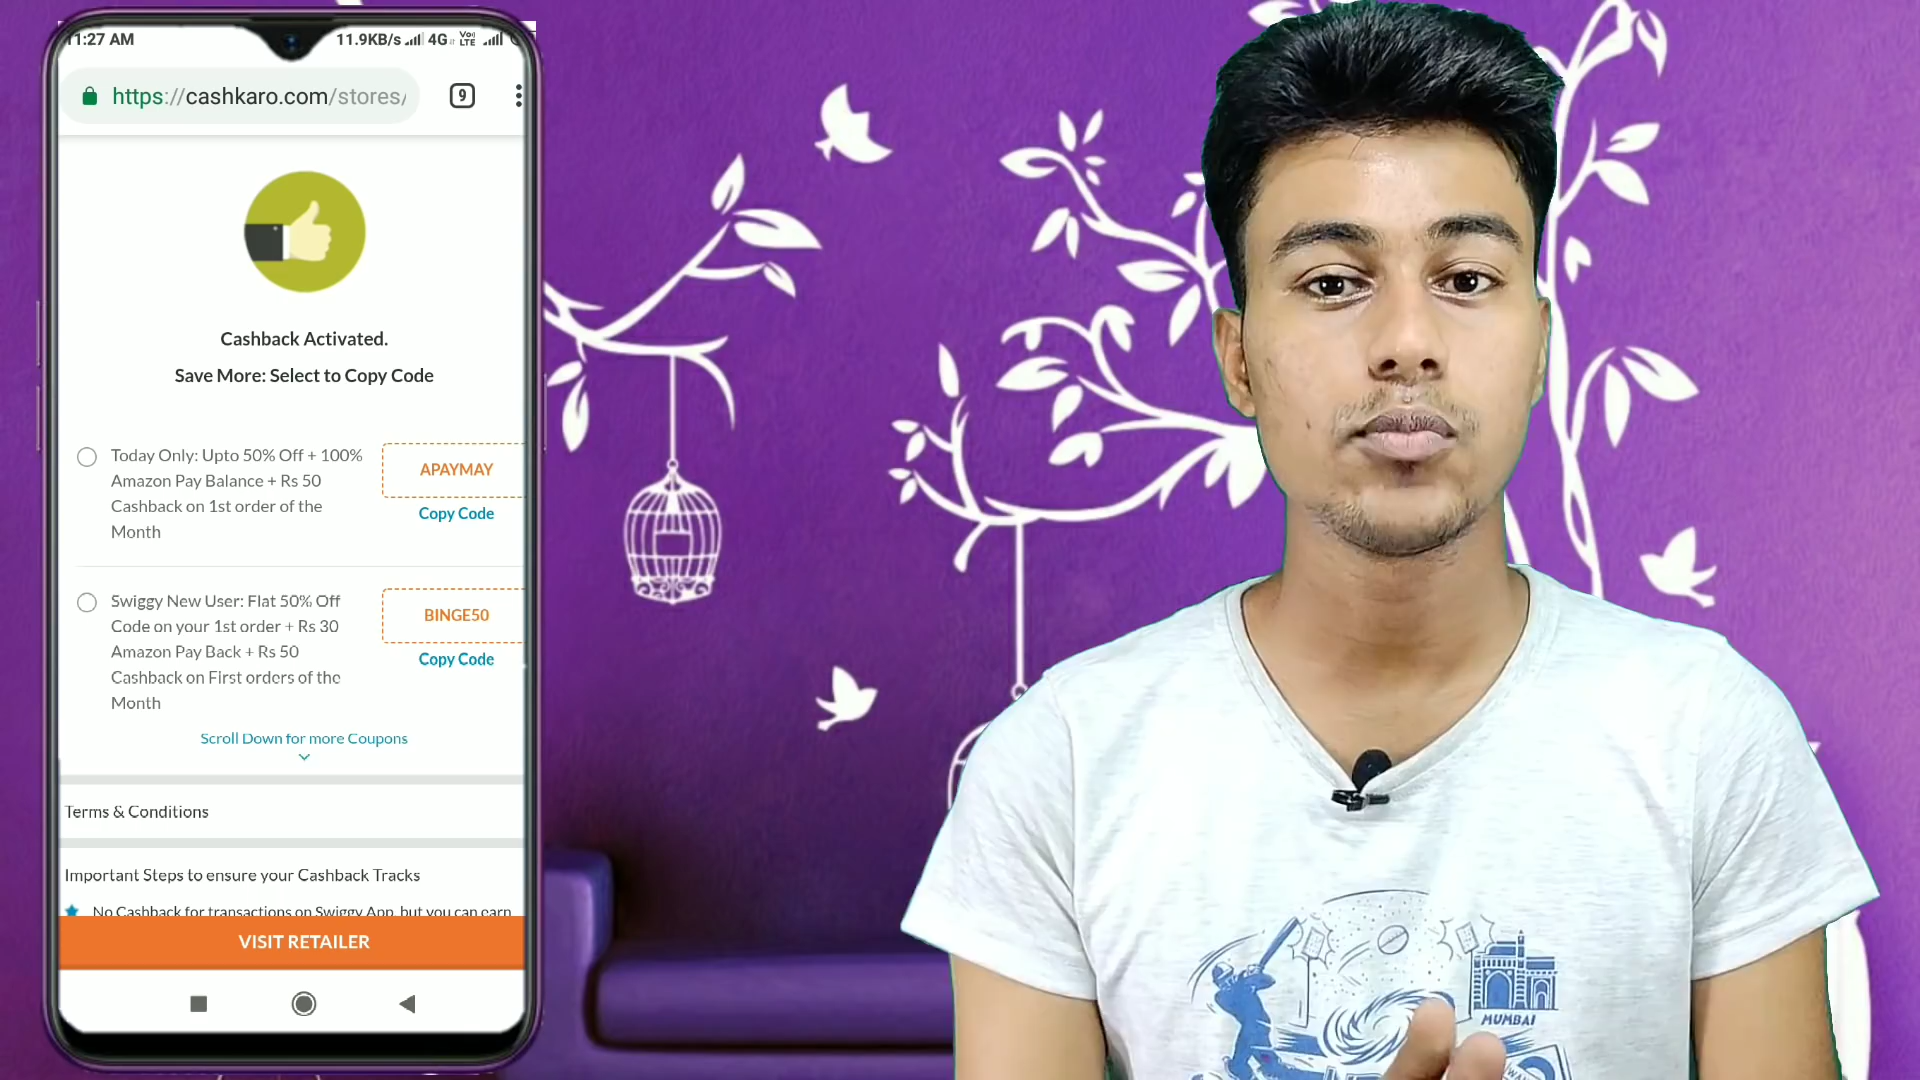 11:27 AM 11.9KB/s 4G Vo LTE
https://cashkaro.com/stores/ 9
Cashback Activated.
Save More: Select to Copy Code
Today Only: Upto 50% Off + 100%
Amazon Pay Balance + Rs 50
Cashback on 1st order of the
Month
APAYMAY
Copy Code
Swiggy New User: Flat 50% Off
Code on your 1st order + Rs 30
Amazon Pay Back + Rs 50
Cashback on First orders of the
Month
BINGE50
Copy Code
Scroll Down for more Coupons
Terms & Conditions
Important Steps to ensure your Cashback Tracks
No Cashback for transactions on Swiggy App, but you can earn
VISIT RETAILER
MUMBAI